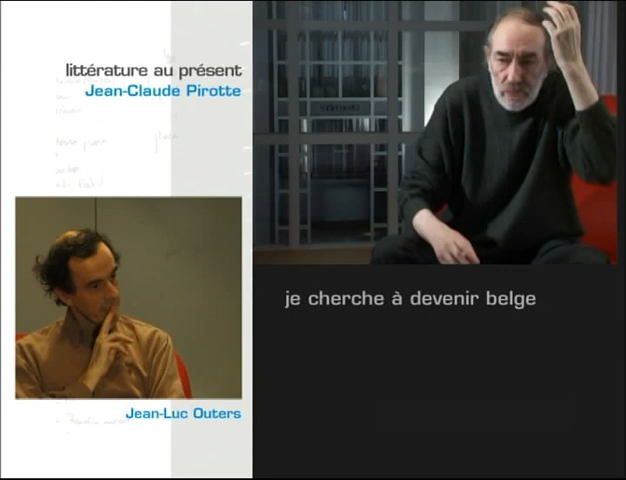 littérature au présent
Jean-Claude Pirotte
Jean-Luc Outers
je cherche à devenir belge